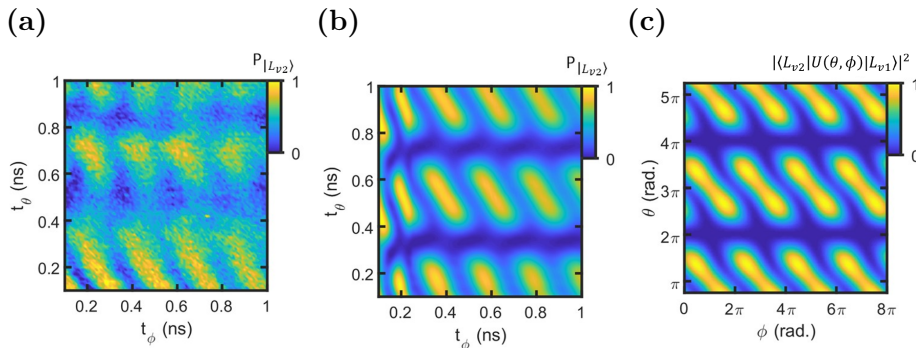 (a)
P|Lv2⟩
1
0
1
0.8
0.6
0.4
0.2
tθ (ns)
0.2 0.4 0.6 0.8 1
tϕ (ns)
(b)
P|Lv2⟩
1
0
1
0.8
0.6
0.4
0.2
tθ (ns)
0.2 0.4 0.6 0.8 1
tϕ (ns)
(c)
|⟨Lv2|U(θ,ϕ)|Lv1⟩|²
1
0
5π
4π
3π
2π
π
θ (rad.)
0 2π 4π 6π 8π
ϕ (rad.)